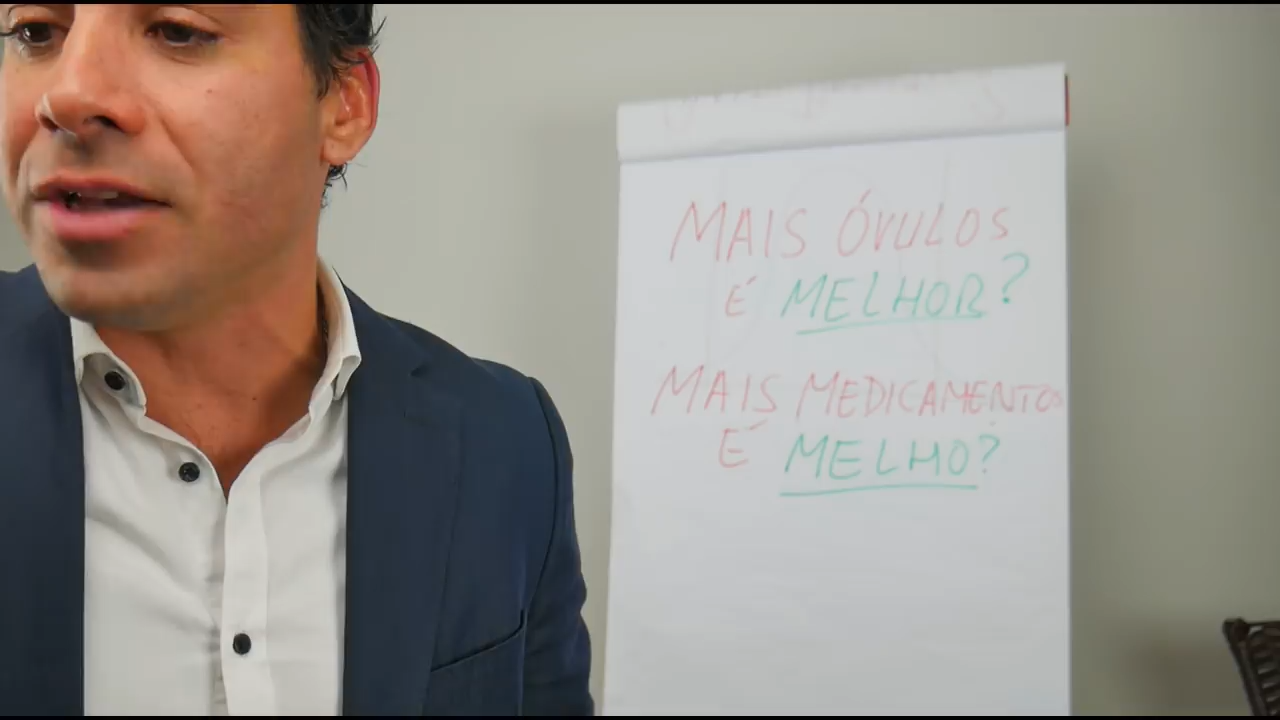 MAIS ÓVULOS
É MELHOR?
MAIS MEDICAMENTOS
É MELHO?